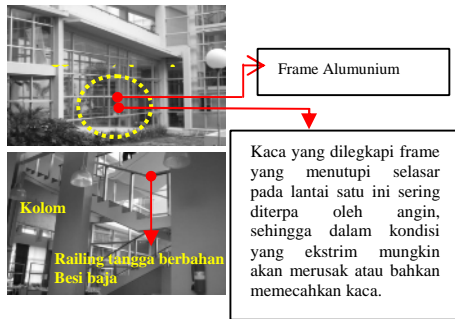 Frame Alumunium
Kaca yang dilegkapi frame
yang menutupi selasar
pada lantai satu ini sering
diterpa oleh angin,
sehingga dalam kondisi
yang ekstrim mungkin
akan merusak atau bahkan
memecahkan kaca.
Kolom
Railing tangga berbahan
Besi baja